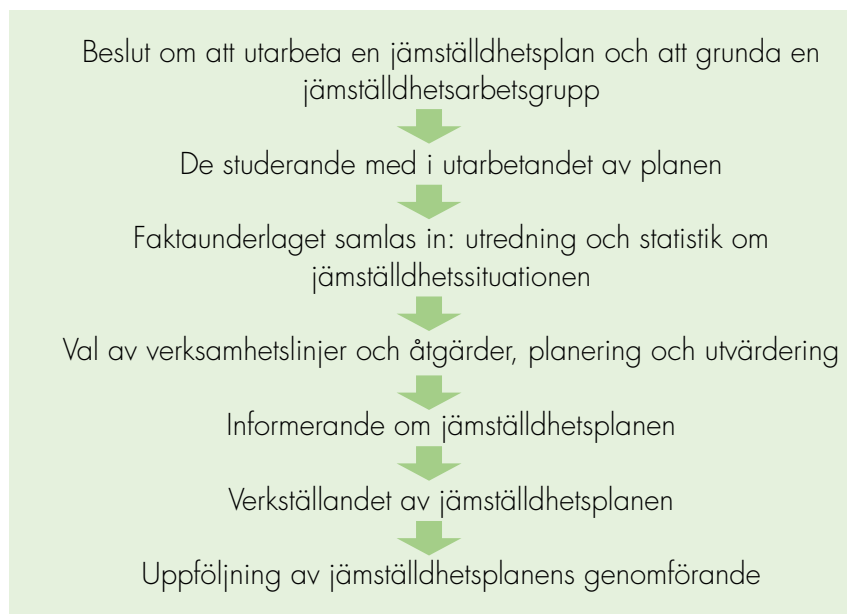 Beslut om att utarbeta en jämställdhetsplan och att grunda en
jämställdhetsarbetsgrupp
De studerande med i utarbetandet av planen
Faktaunderlaget samlas in: utredning och statistik om
jämställdhetssituationen
Val av verksamhetslinjer och åtgärder, planering och utvärdering
Informerande om jämställdhetsplanen
Verkställandet av jämställdhetsplanen
Uppföljning av jämställdhetsplanens genomförande